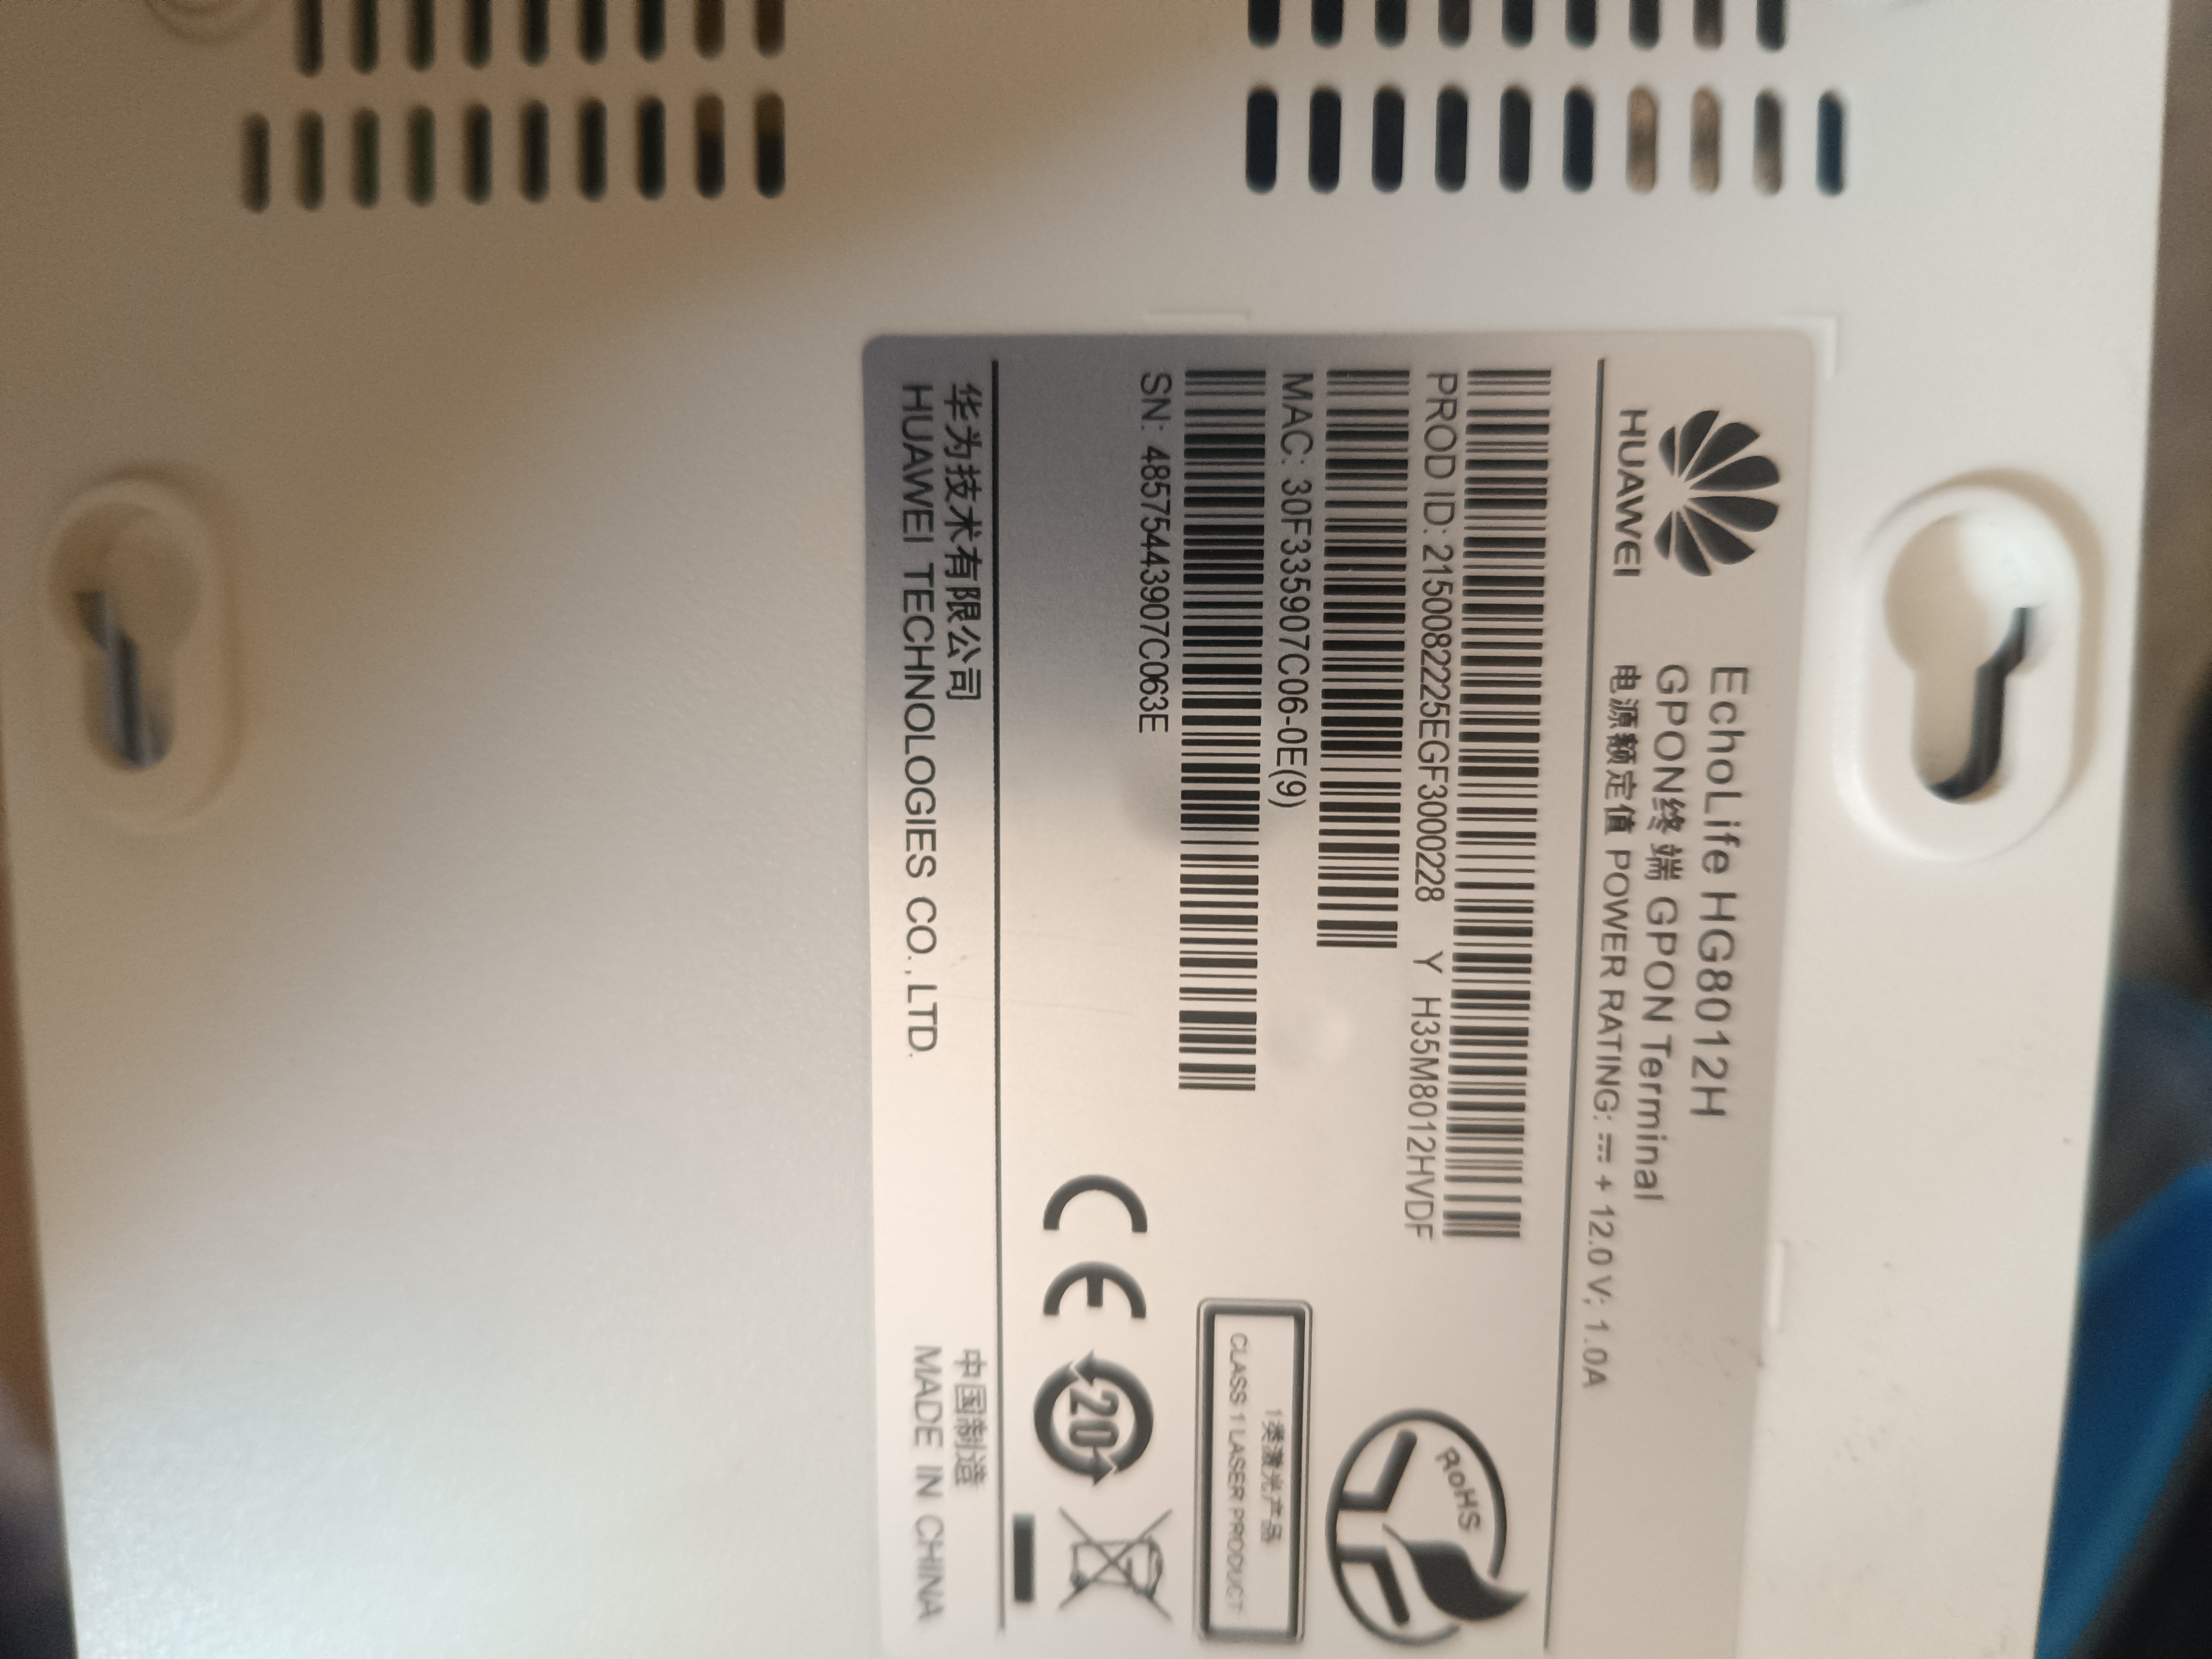 HUAWEI
EchoLife HG8012H
GPON终端 GPON Terminal
电源额定值 POWER RATING: ⎓ + 12.0 V; 1.0A
PROD ID: 2150082225EGF3000228 Y H35M8012HVDF
MAC: 30F335907C06-0E(9)
SN: 48575443907C063E
RoHS
1类激光产品
CLASS 1 LASER PRODUCT
CE
20
华为技术有限公司
HUAWEI TECHNOLOGIES CO.,LTD.
中国制造
MADE IN CHINA